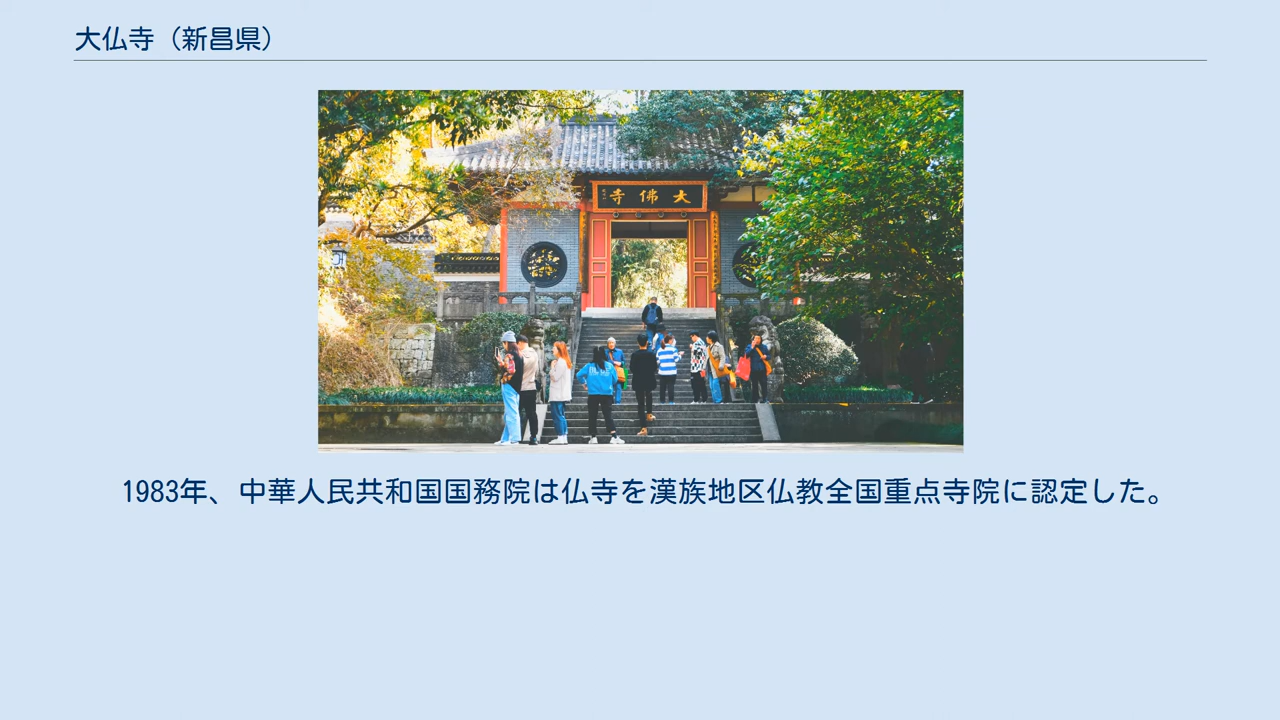 大仏寺（新昌県）
寺佛大
1983年、中華人民共和国国務院は仏寺を漢族地区仏教全国重点寺院に認定した。